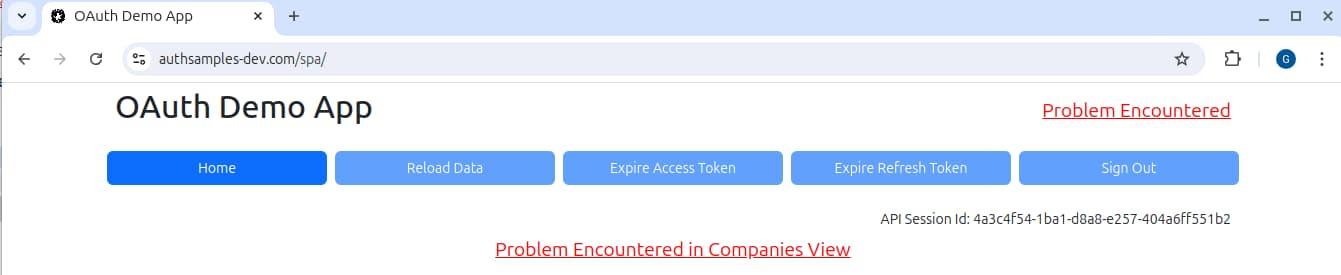 OAuth Demo App
authsamples-dev.com/spa/
G
OAuth Demo App
Problem Encountered
Home
Reload Data
Expire Access Token
Expire Refresh Token
Sign Out
API Session Id: 4a3c4f54-1ba1-d8a8-e257-404a6ff551b2
Problem Encountered in Companies View